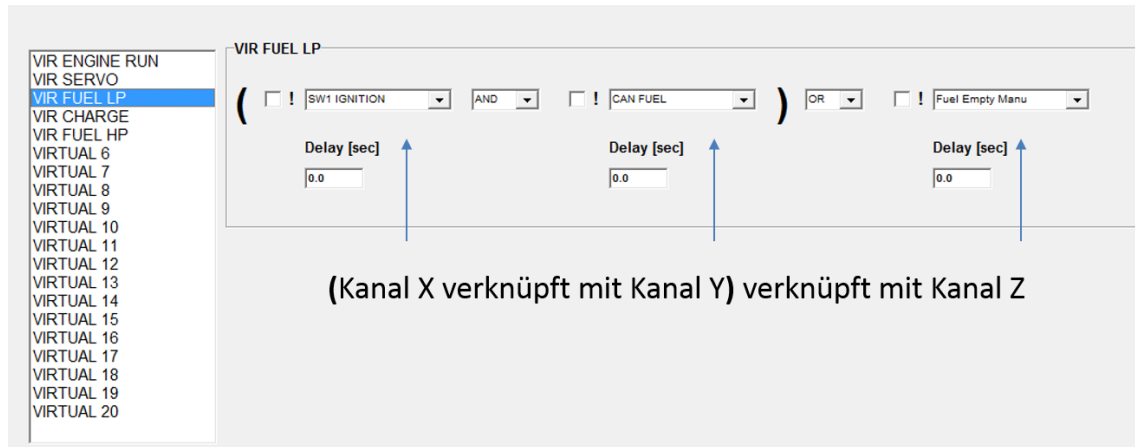 VIR ENGINE RUN
VIR SERVO
VIR FUEL LP
VIR CHARGE
VIR FUEL HP
VIRTUAL 6
VIRTUAL 7
VIRTUAL 8
VIRTUAL 9
VIRTUAL 10
VIRTUAL 11
VIRTUAL 12
VIRTUAL 13
VIRTUAL 14
VIRTUAL 15
VIRTUAL 16
VIRTUAL 17
VIRTUAL 18
VIRTUAL 19
VIRTUAL 20
VIR FUEL LP
( ! SW1 IGNITION AND ! CAN FUEL ) OR ! Fuel Empty Manu
Delay [sec] Delay [sec] Delay [sec]
0.0 0.0 0.0
(Kanal X verknüpft mit Kanal Y) verknüpft mit Kanal Z